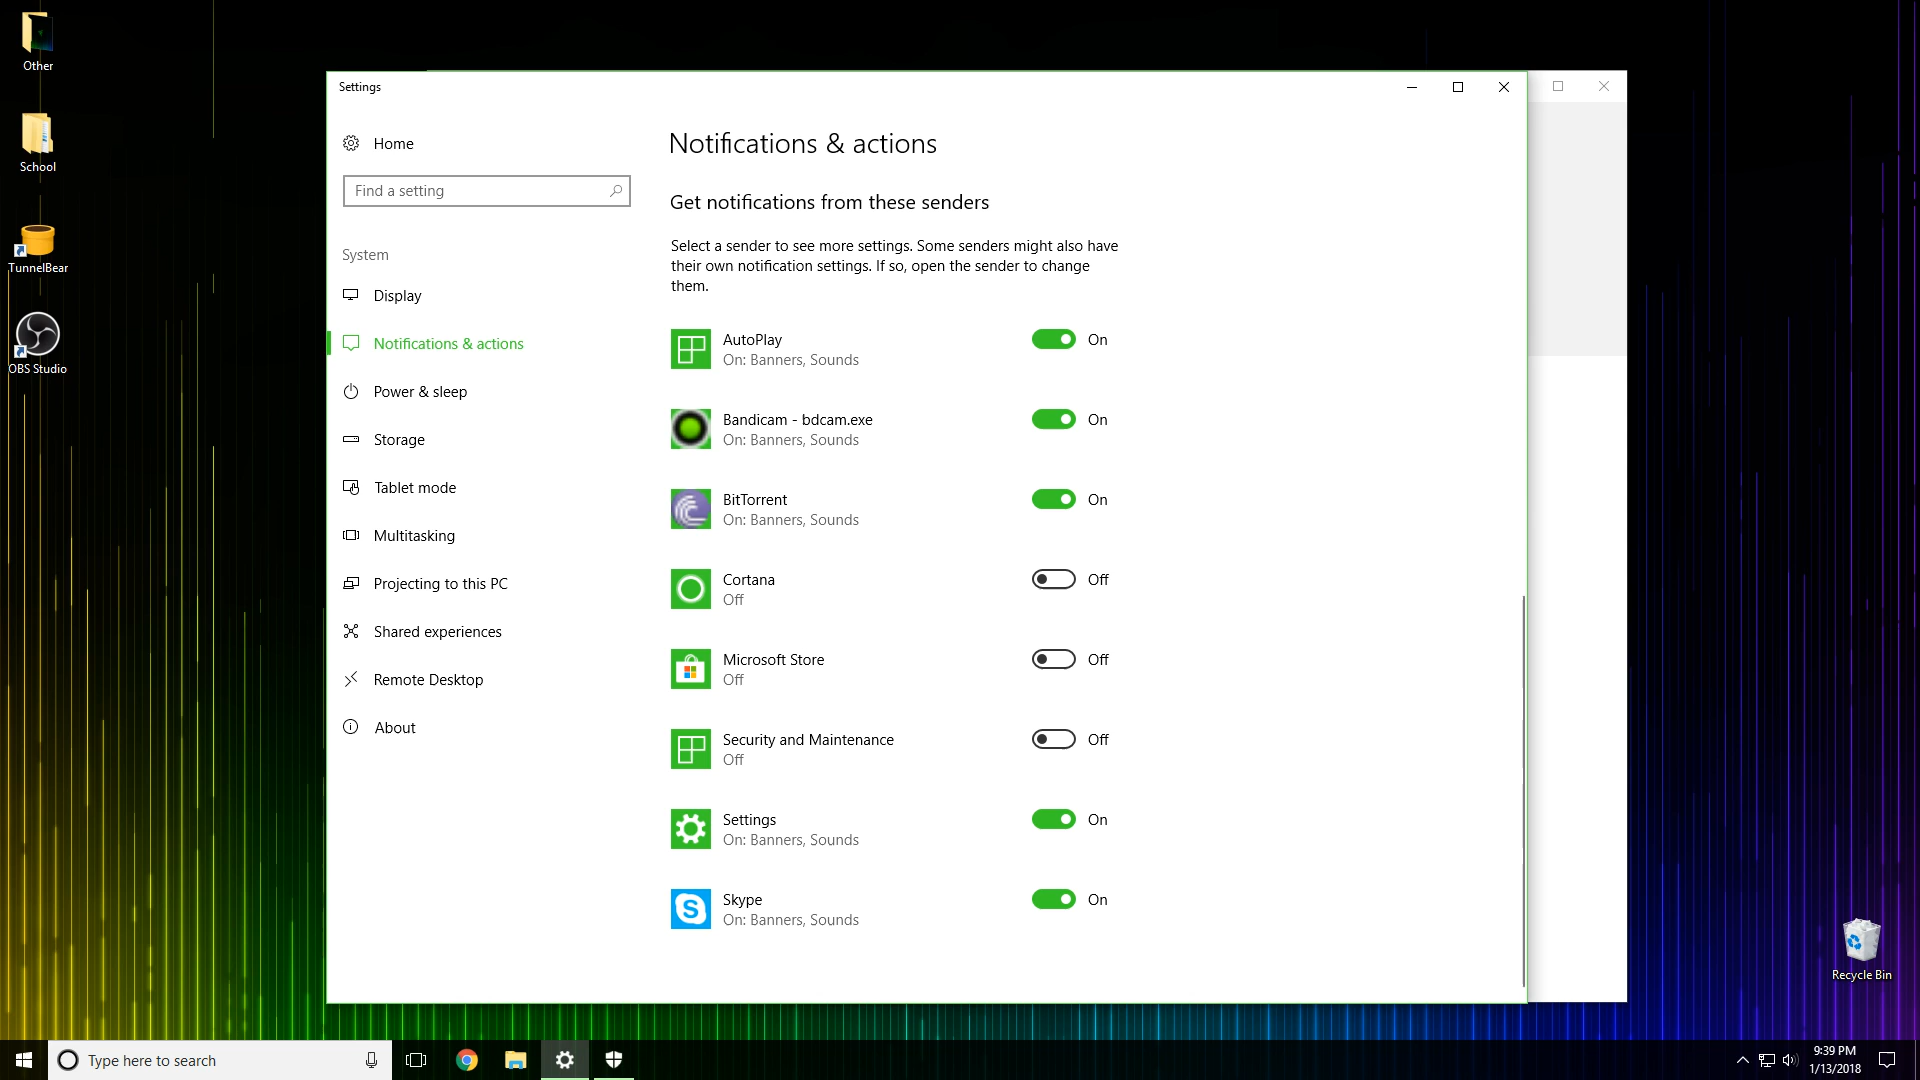 Other
School
TunnelBear
OBS Studio
Settings
Home
Find a setting
System
Display
Notifications & actions
Power & sleep
Storage
Tablet mode
Multitasking
Projecting to this PC
Shared experiences
Remote Desktop
About
Notifications & actions
Get notifications from these senders
Select a sender to see more settings. Some senders might also have
their own notification settings. If so, open the sender to change
them.
AutoPlay
On: Banners, Sounds
On
Bandicam - bdcam.exe
On: Banners, Sounds
On
BitTorrent
On: Banners, Sounds
On
Cortana
Off
Off
Microsoft Store
Off
Off
Security and Maintenance
Off
Off
Settings
On: Banners, Sounds
On
Skype
On: Banners, Sounds
On
Recycle Bin
Type here to search
9:39 PM
1/13/2018